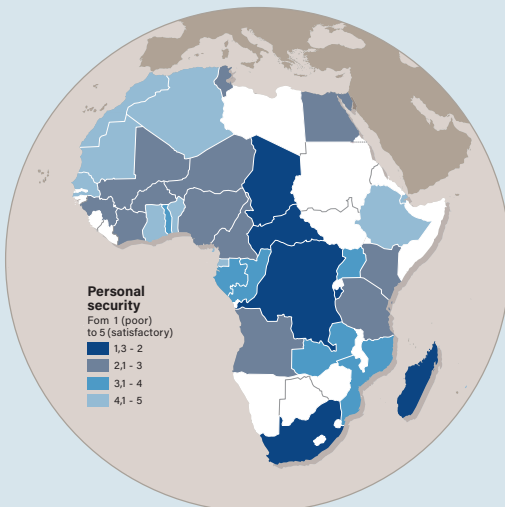 Personal
security
Fom 1 (poor)
to 5 (satisfactory)
1,3 - 2
2,1 - 3
3,1 - 4
4,1 - 5